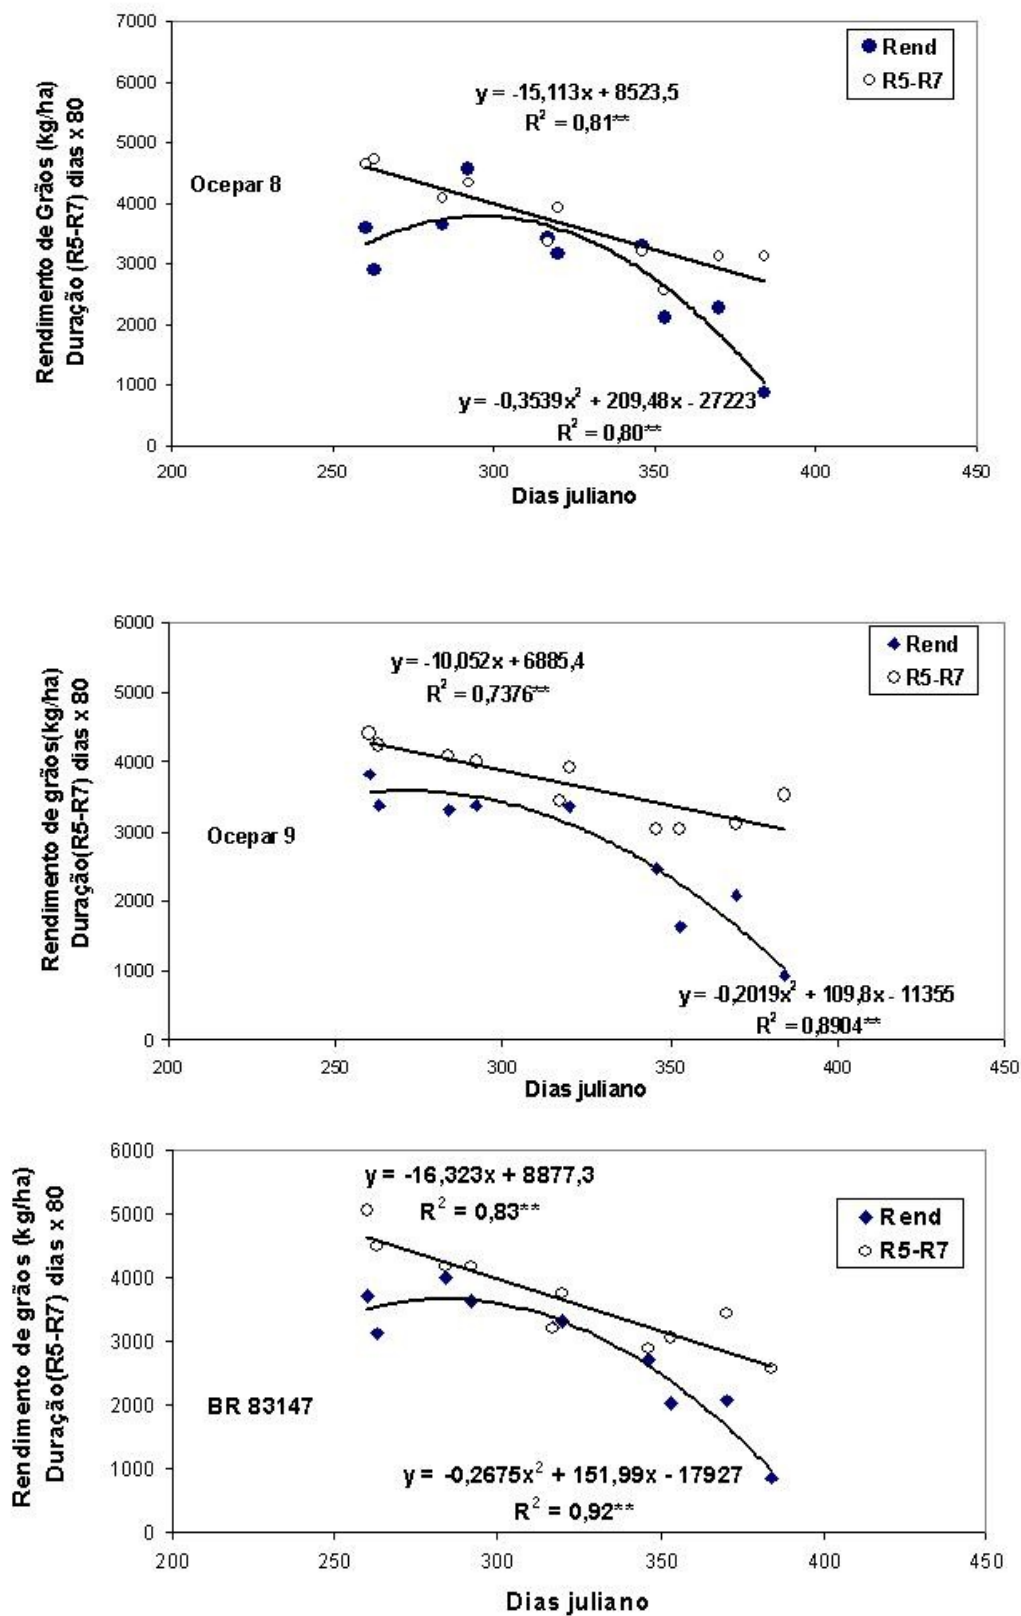 7000
6000
5000
4000
3000
2000
1000
0
Rendimento de Grãos (kg/ha)
Duração (R5-R7) dias x 80
Rend
R5-R7
y = -15,113x + 8523,5
R² = 0,81**
Ocepar 8
y = -0,3539x² + 209,48x - 27223
R² = 0,80**
200 250 300 350 400 450
Dias juliano
6000
5000
4000
3000
2000
1000
0
Rendimento de grãos(kg/ha)
Duração(R5-R7) dias x 80
Rend
R5-R7
y = -10,052x + 6885,4
R² = 0,7376**
Ocepar 9
y = -0,2019x² + 109,8x - 11355
R² = 0,8904**
200 250 300 350 400 450
Dias juliano
6000
5000
4000
3000
2000
1000
0
Rendimento de grãos (kg/ha)
Duração(R5-R7) dias x 80
y = -16,323x + 8877,3
R² = 0,83**
Rend
R5-R7
BR 83147
y = -0,2675x² + 151,99x - 17927
R² = 0,92**
200 250 300 350 400 450
Dias juliano